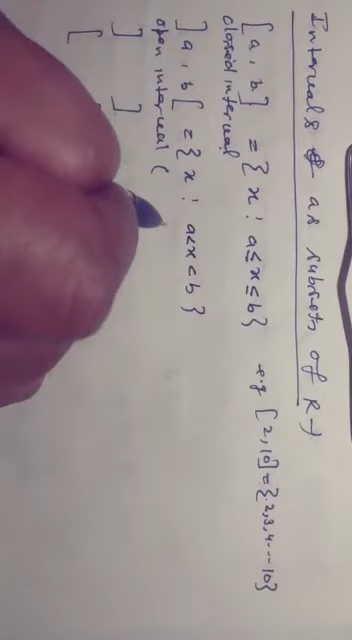 Intervals as subsets of R →
[a, b] = { x : a ≤ x ≤ b } e.g [2, 10] = {2, 3, 4 .... 10}
closed interval
] a, b [ = { x : a < x < b }
open interval (
] ]
[